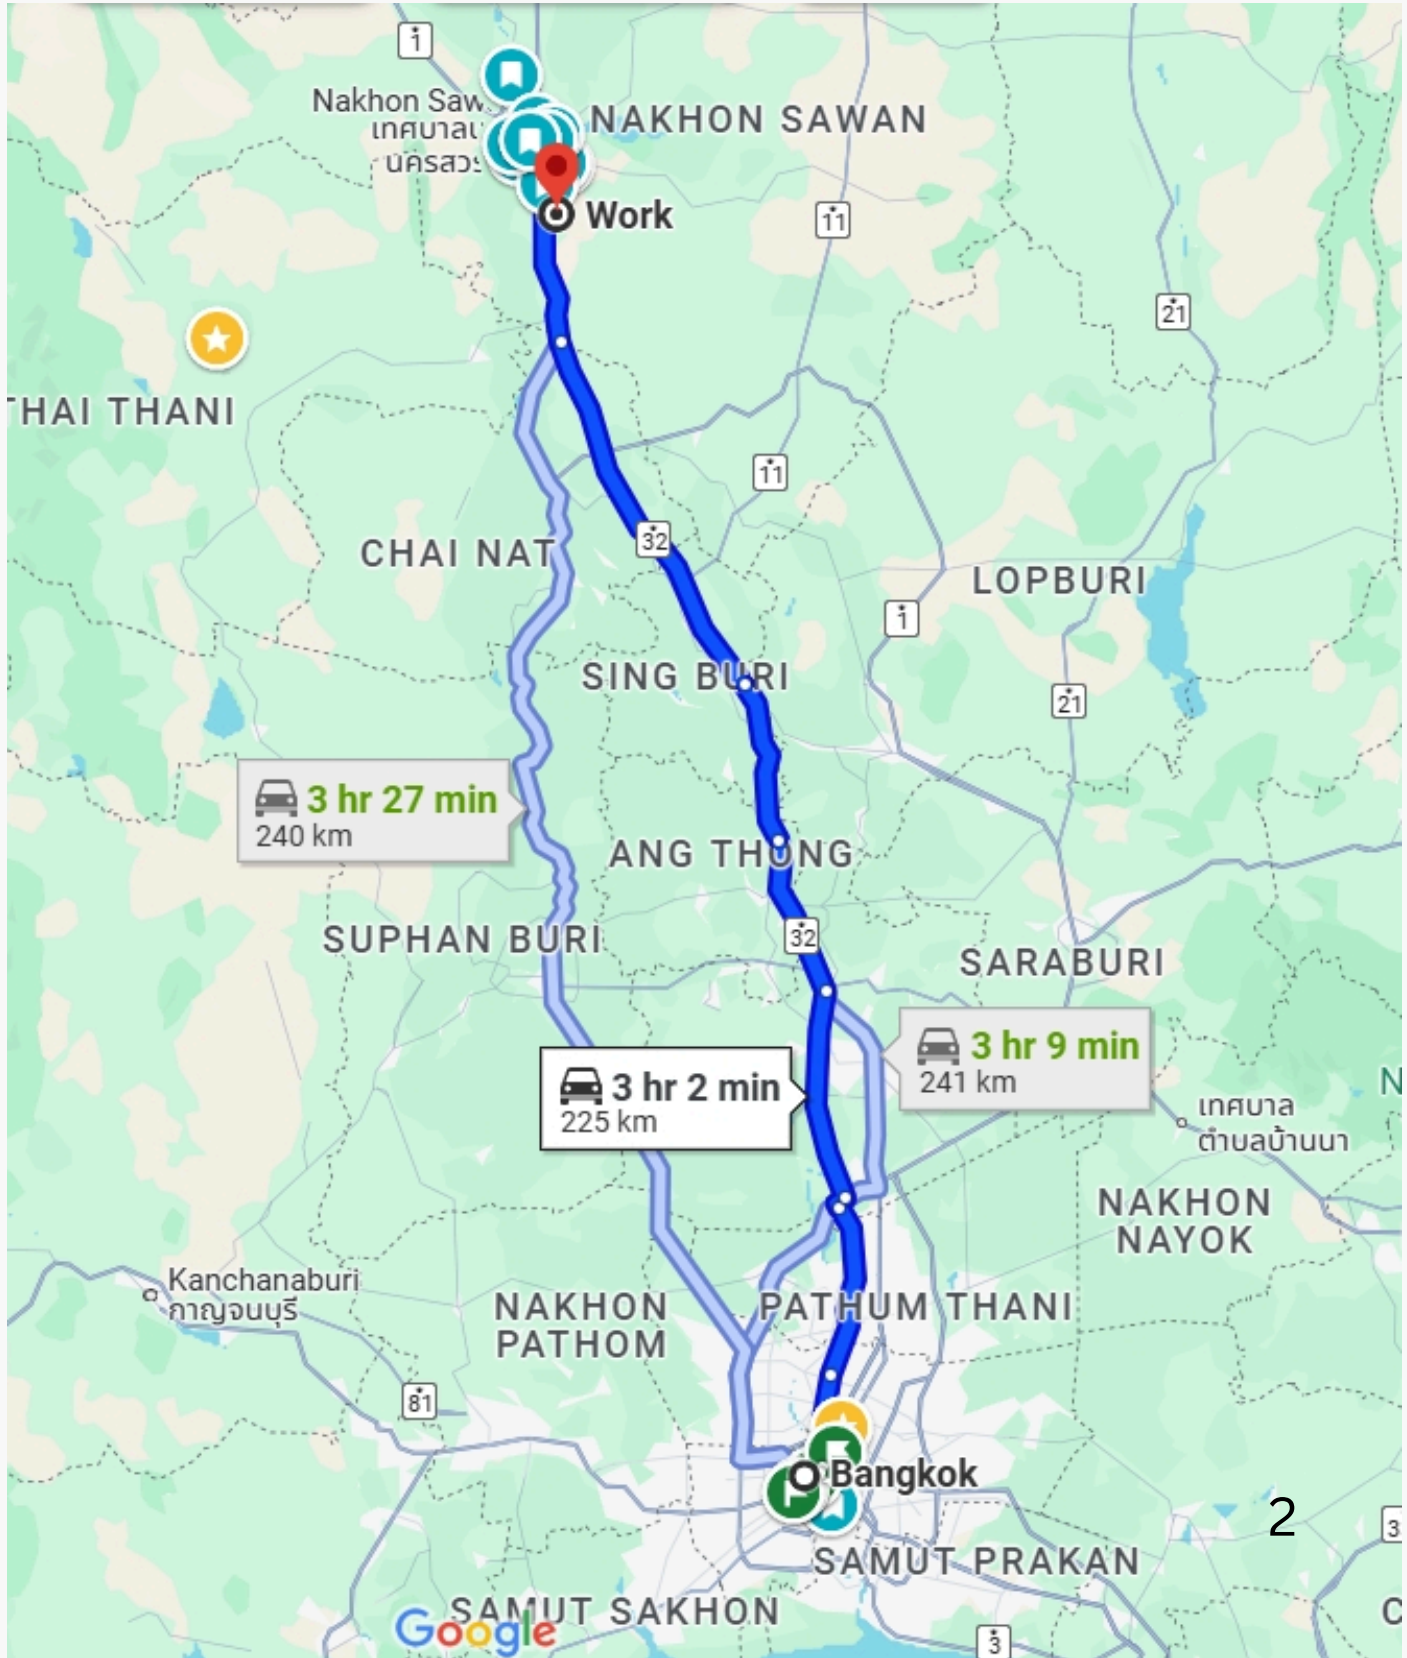 1
Nakhon Saw
เทศบาลน
นครสวร
NAKHON SAWAN
Work
11
21
THAI THANI
11
32
CHAI NAT
LOPBURI
1
SING BURI
21
3 hr 27 min
240 km
ANG THONG
32
SUPHAN BURI
SARABURI
3 hr 9 min
241 km
3 hr 2 min
225 km
N
เทศบาล
ตำบลบ้านนา
NAKHON
NAYOK
Kanchanaburi
กาญจนบุรี
NAKHON
PATHOM
PATHUM THANI
81
Bangkok
2
3
SAMUT PRAKAN
SAMUT SAKHON
Google
C
3